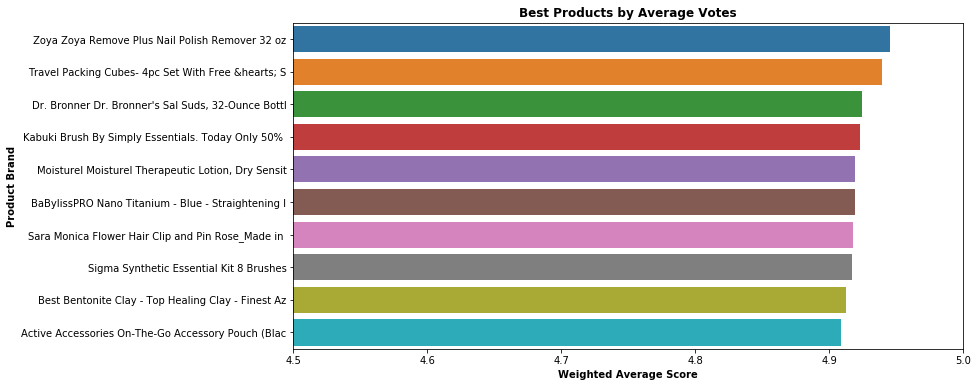 Best Products by Average Votes
Product Brand
Zoya Zoya Remove Plus Nail Polish Remover 32 oz
Travel Packing Cubes- 4pc Set With Free &hearts; S
Dr. Bronner Dr. Bronner's Sal Suds, 32-Ounce Bottl
Kabuki Brush By Simply Essentials. Today Only 50%
Moisturel Moisturel Therapeutic Lotion, Dry Sensit
BaBylissPRO Nano Titanium - Blue - Straightening I
Sara Monica Flower Hair Clip and Pin Rose_Made in
Sigma Synthetic Essential Kit 8 Brushes
Best Bentonite Clay - Top Healing Clay - Finest Az
Active Accessories On-The-Go Accessory Pouch (Blac
4.5 4.6 4.7 4.8 4.9 5.0
Weighted Average Score